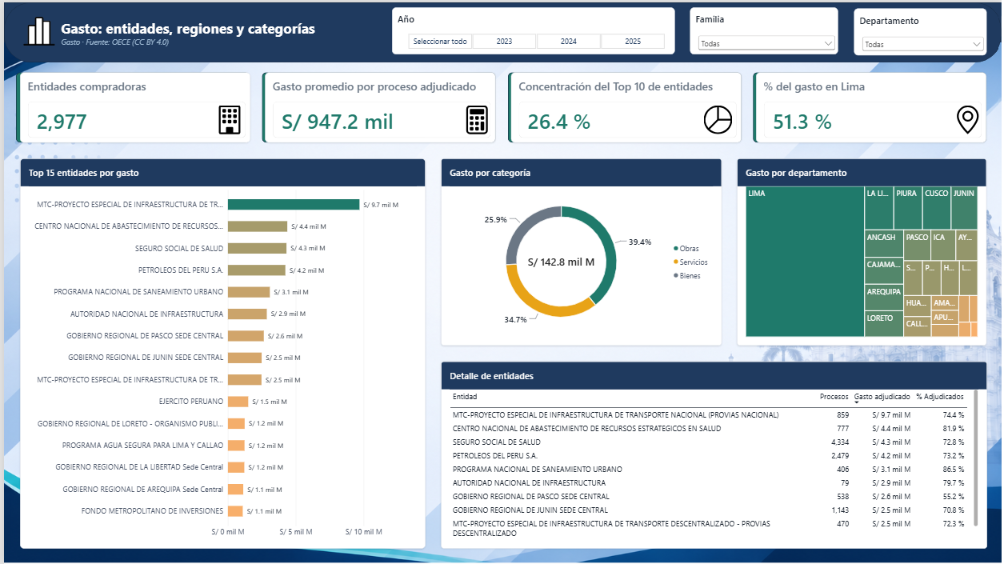 Gasto: entidades, regiones y categorías
Gasto · Fuente: OECE (CC BY 4.0)
Año
Seleccionar todo 2023 2024 2025
Familia
Todas
Departamento
Todas
Entidades compradoras
2,977
Gasto promedio por proceso adjudicado
S/ 947.2 mil
Concentración del Top 10 de entidades
26.4 %
% del gasto en Lima
51.3 %
Top 15 entidades por gasto
MTC-PROYECTO ESPECIAL DE INFRAESTRUCTURA DE TR... S/ 9.7 mil M
CENTRO NACIONAL DE ABASTECIMIENTO DE RECURSOS... S/ 4.4 mil M
SEGURO SOCIAL DE SALUD S/ 4.3 mil M
PETROLEOS DEL PERU S.A. S/ 4.2 mil M
PROGRAMA NACIONAL DE SANEAMIENTO URBANO S/ 3.1 mil M
AUTORIDAD NACIONAL DE INFRAESTRUCTURA S/ 2.9 mil M
GOBIERNO REGIONAL DE PASCO SEDE CENTRAL S/ 2.6 mil M
GOBIERNO REGIONAL DE JUNIN SEDE CENTRAL S/ 2.5 mil M
MTC-PROYECTO ESPECIAL DE INFRAESTRUCTURA DE TR... S/ 2.5 mil M
EJERCITO PERUANO S/ 1.5 mil M
GOBIERNO REGIONAL DE LORETO - ORGANISMO PUBLI... S/ 1.2 mil M
PROGRAMA AGUA SEGURA PARA LIMA Y CALLAO S/ 1.2 mil M
GOBIERNO REGIONAL DE LA LIBERTAD Sede Central S/ 1.2 mil M
GOBIERNO REGIONAL DE AREQUIPA Sede Central S/ 1.1 mil M
FONDO METROPOLITANO DE INVERSIONES S/ 1.1 mil M
S/ 0 mil M S/ 5 mil M S/ 10 mil M
Gasto por categoría
25.9%
39.4%
34.7%
S/ 142.8 mil M
Obras
Servicios
Bienes
Gasto por departamento
LIMA LA LI... PIURA CUSCO JUNIN
ANCASH PASCO ICA AY...
CAJAMA... S... P... H... L...
AREQUIPA HUA... AMA...
LORETO CALL... APU...
Detalle de entidades
Entidad Procesos Gasto adjudicado % Adjudicados
MTC-PROYECTO ESPECIAL DE INFRAESTRUCTURA DE TRANSPORTE NACIONAL (PROVIAS NACIONAL) 859 S/ 9.7 mil M 74.4 %
CENTRO NACIONAL DE ABASTECIMIENTO DE RECURSOS ESTRATEGICOS EN SALUD 777 S/ 4.4 mil M 81.9 %
SEGURO SOCIAL DE SALUD 4,334 S/ 4.3 mil M 72.8 %
PETROLEOS DEL PERU S.A. 2,479 S/ 4.2 mil M 73.2 %
PROGRAMA NACIONAL DE SANEAMIENTO URBANO 406 S/ 3.1 mil M 86.5 %
AUTORIDAD NACIONAL DE INFRAESTRUCTURA 79 S/ 2.9 mil M 79.7 %
GOBIERNO REGIONAL DE PASCO SEDE CENTRAL 538 S/ 2.6 mil M 55.2 %
GOBIERNO REGIONAL DE JUNIN SEDE CENTRAL 1,143 S/ 2.5 mil M 70.8 %
MTC-PROYECTO ESPECIAL DE INFRAESTRUCTURA DE TRANSPORTE DESCENTRALIZADO - PROVIAS 470 S/ 2.5 mil M 72.3 %
DESCENTRALIZADO